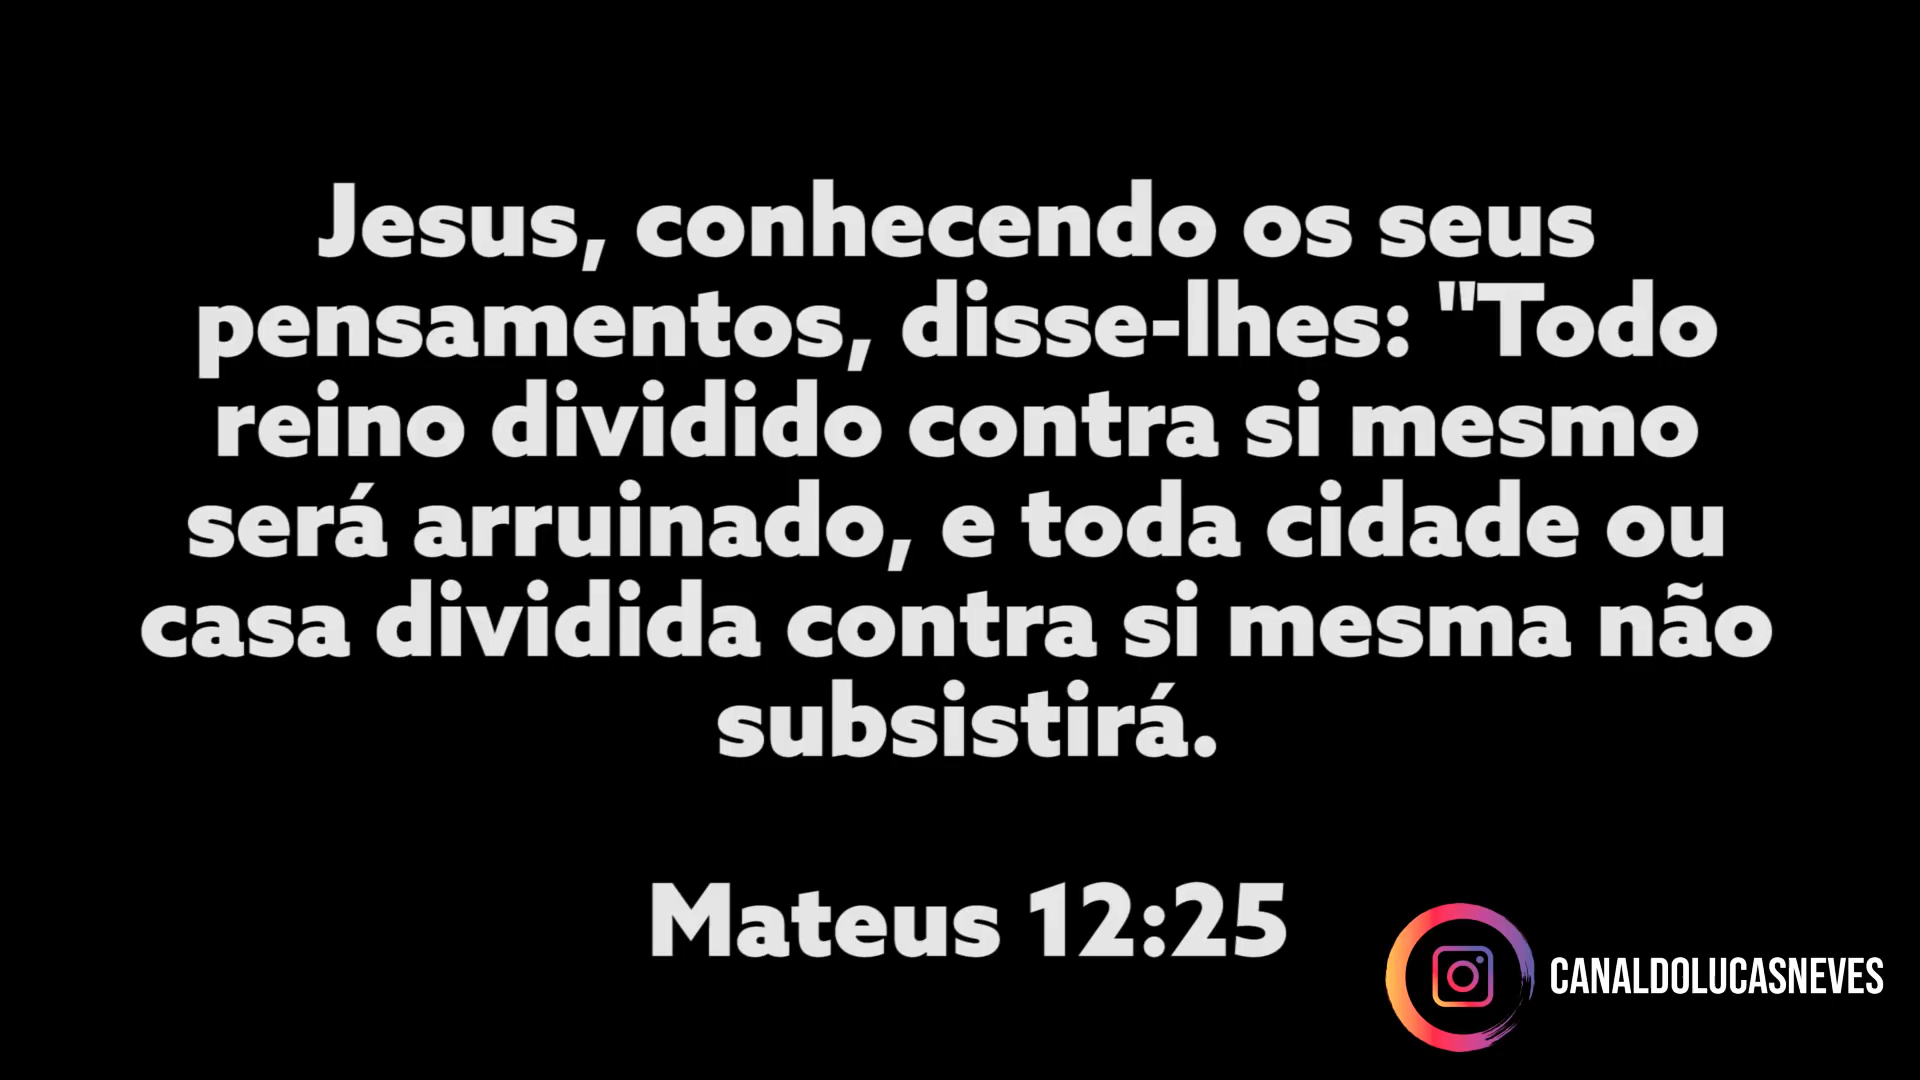 Jesus, conhecendo os seus
pensamentos, disse-lhes: "Todo
reino dividido contra si mesmo
será arruinado, e toda cidade ou
casa dividida contra si mesma não
subsistirá.
Mateus 12:25
CANALDOLUCASNEVES